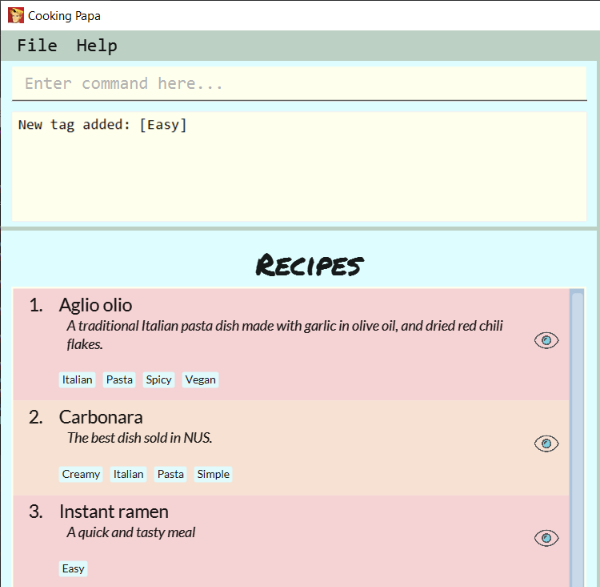 Cooking Papa
File Help
Enter command here...
New tag added: [Easy]
Recipes
1. Aglio olio
A traditional Italian pasta dish made with garlic in olive oil, and dried red chili
flakes.
Italian Pasta Spicy Vegan
2. Carbonara
The best dish sold in NUS.
Creamy Italian Pasta Simple
3. Instant ramen
A quick and tasty meal
Easy